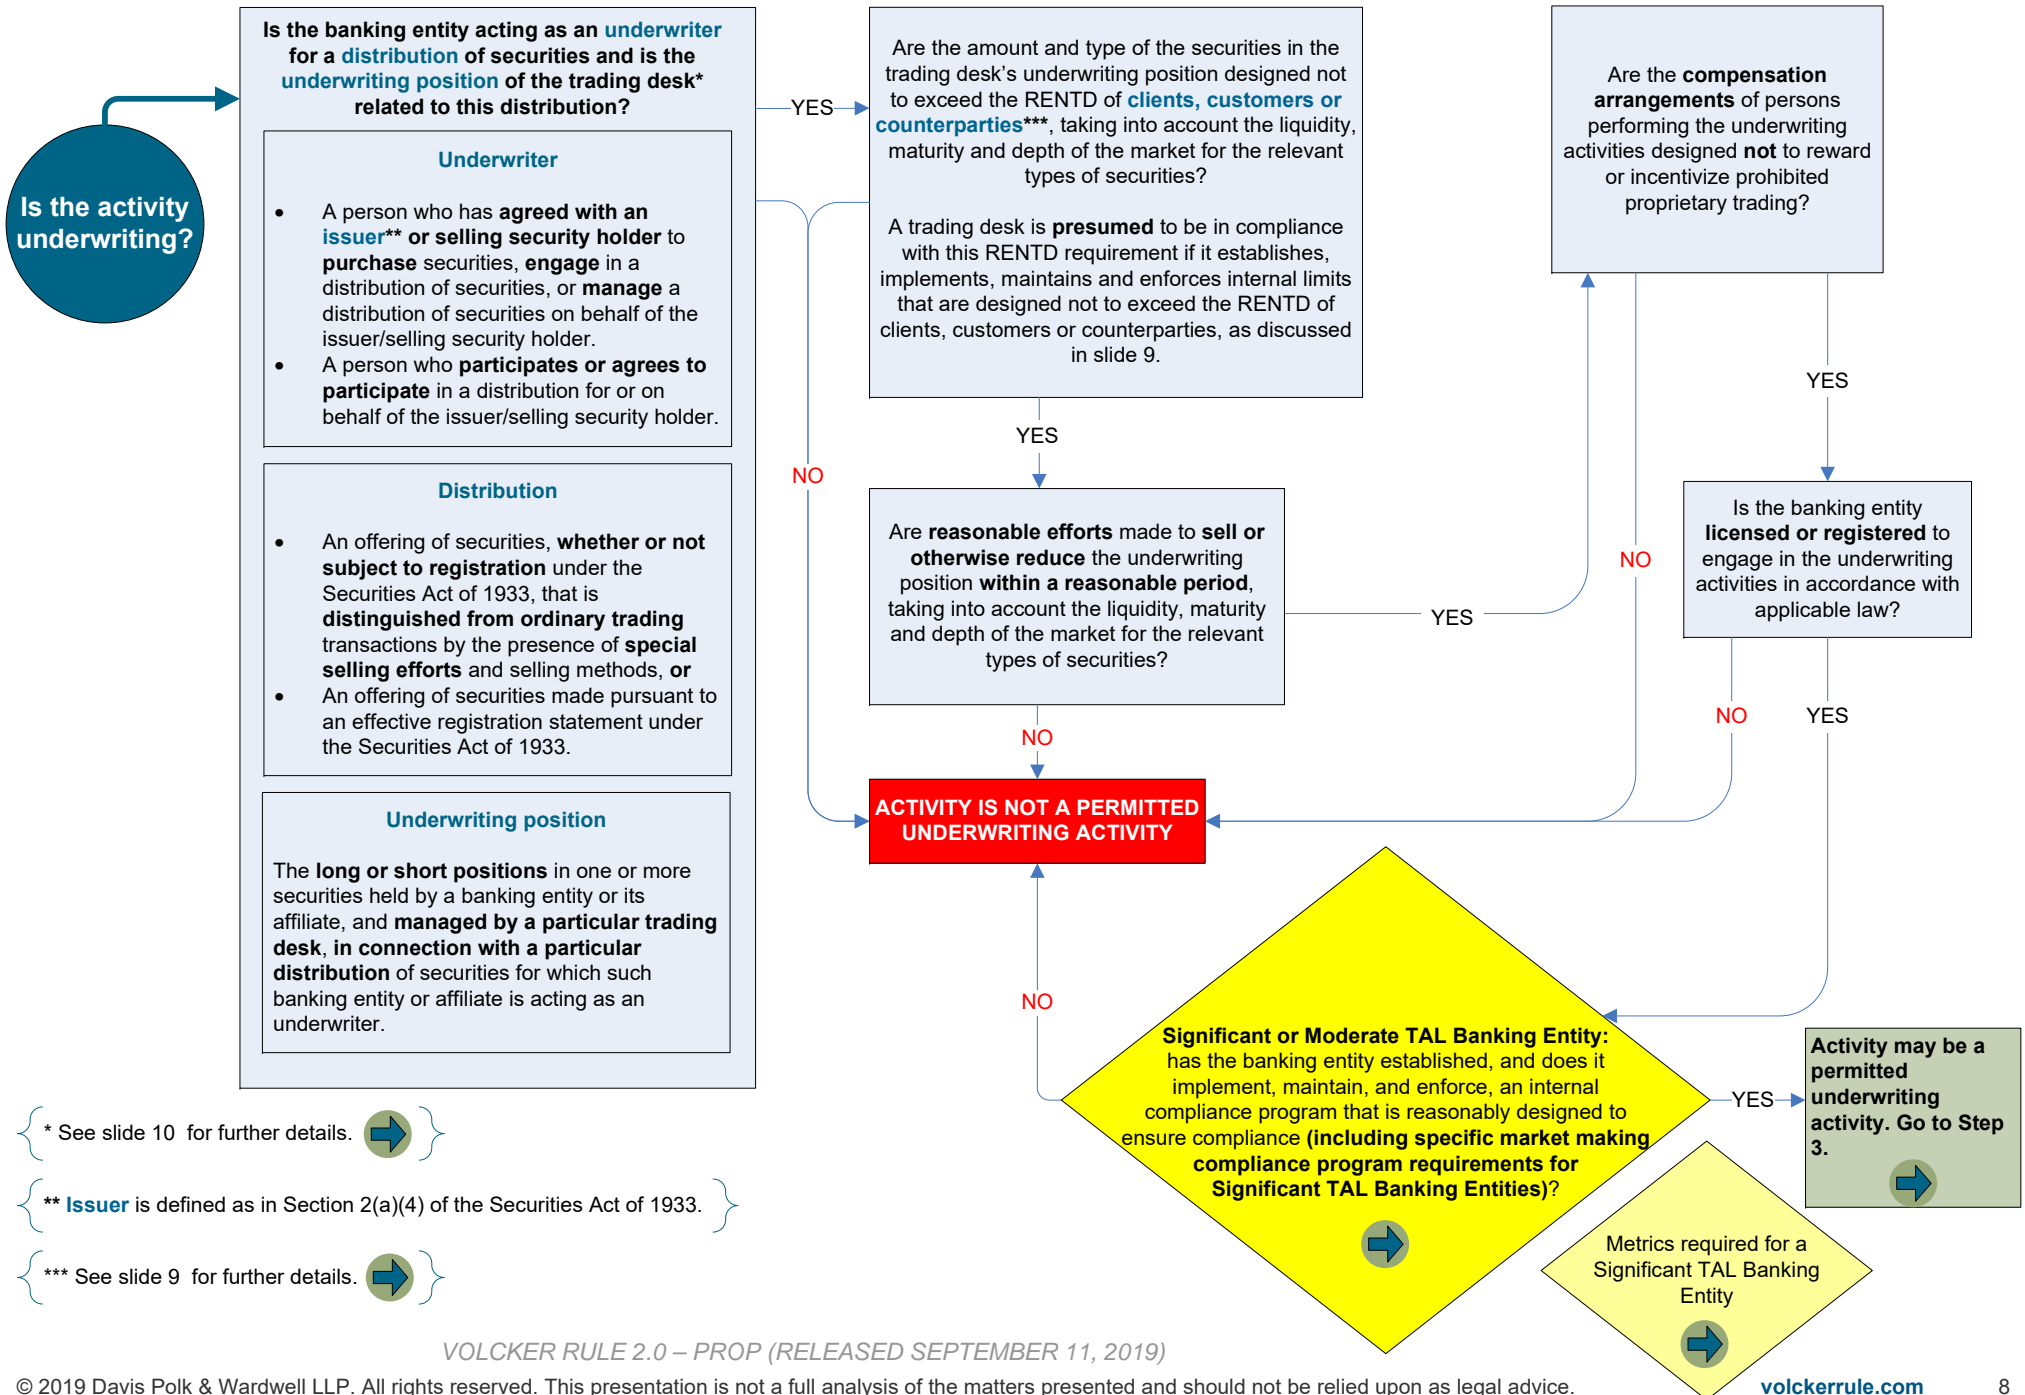 Is the activity
underwriting?
Is the banking entity acting as an underwriter
for a distribution of securities and is the
underwriting position of the trading desk*
related to this distribution?
Underwriter
• A person who has agreed with an
issuer** or selling security holder to
purchase securities, engage in a
distribution of securities, or manage a
distribution of securities on behalf of the
issuer/selling security holder.
• A person who participates or agrees to
participate in a distribution for or on
behalf of the issuer/selling security holder.
Distribution
• An offering of securities, whether or not
subject to registration under the
Securities Act of 1933, that is
distinguished from ordinary trading
transactions by the presence of special
selling efforts and selling methods, or
• An offering of securities made pursuant to
an effective registration statement under
the Securities Act of 1933.
Underwriting position
The long or short positions in one or more
securities held by a banking entity or its
affiliate, and managed by a particular trading
desk, in connection with a particular
distribution of securities for which such
banking entity or affiliate is acting as an
underwriter.
YES
NO
Are the amount and type of the securities in the
trading desk's underwriting position designed not
to exceed the RENTD of clients, customers or
counterparties***, taking into account the liquidity,
maturity and depth of the market for the relevant
types of securities?
A trading desk is presumed to be in compliance
with this RENTD requirement if it establishes,
implements, maintains and enforces internal limits
that are designed not to exceed the RENTD of
clients, customers or counterparties, as discussed
in slide 9.
YES
Are reasonable efforts made to sell or
otherwise reduce the underwriting
position within a reasonable period,
taking into account the liquidity, maturity
and depth of the market for the relevant
types of securities?
YES
NO
Are the compensation
arrangements of persons
performing the underwriting
activities designed not to reward
or incentivize prohibited
proprietary trading?
YES
NO
Is the banking entity
licensed or registered to
engage in the underwriting
activities in accordance with
applicable law?
NO
YES
ACTIVITY IS NOT A PERMITTED
UNDERWRITING ACTIVITY
NO
Significant or Moderate TAL Banking Entity:
has the banking entity established, and does it
implement, maintain, and enforce, an internal
compliance program that is reasonably designed to
ensure compliance (including specific market making
compliance program requirements for
Significant TAL Banking Entities)?
YES
Activity may be a
permitted
underwriting
activity. Go to Step
3.
Metrics required for a
Significant TAL Banking
Entity
* See slide 10 for further details.
** Issuer is defined as in Section 2(a)(4) of the Securities Act of 1933.
*** See slide 9 for further details.
VOLCKER RULE 2.0 – PROP (RELEASED SEPTEMBER 11, 2019)
© 2019 Davis Polk & Wardwell LLP. All rights reserved. This presentation is not a full analysis of the matters presented and should not be relied upon as legal advice.
volckerrule.com
8